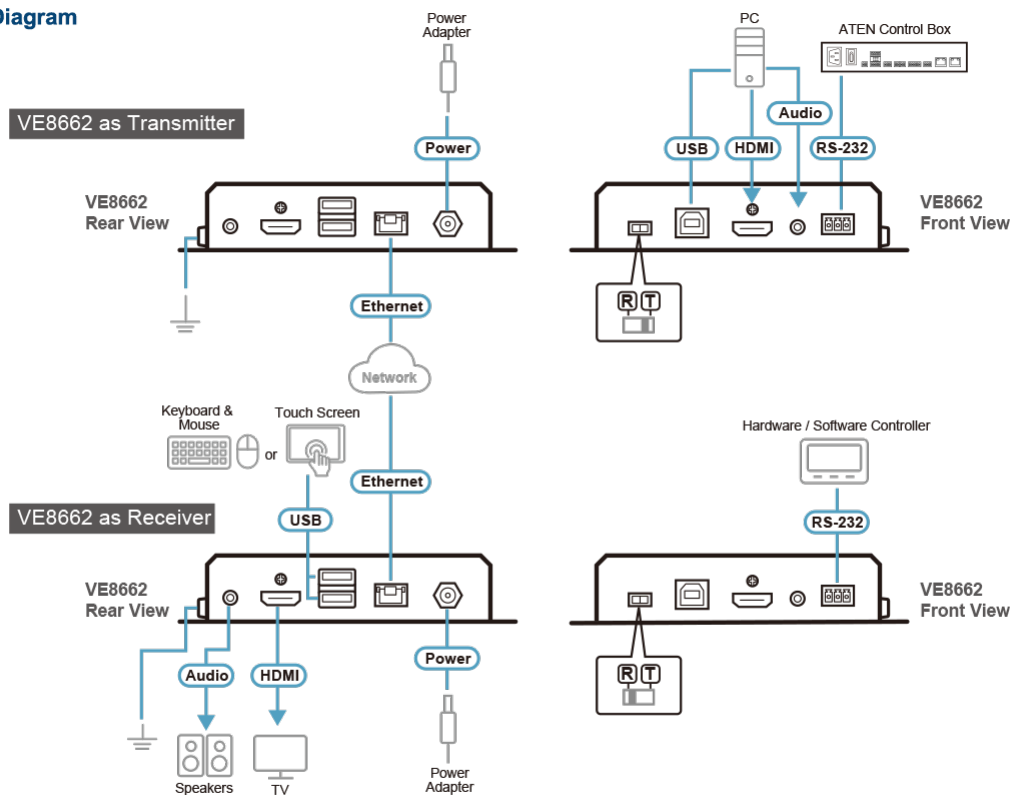 Diagram
Power
Adapter
PC
ATEN Control Box
VE8662 as Transmitter
Audio
Power
USB
HDMI
RS-232
VE8662
Rear View
VE8662
Front View
R T
Ethernet
Network
Keyboard &
Mouse
or
Touch Screen
Hardware / Software Controller
Ethernet
VE8662 as Receiver
USB
RS-232
VE8662
Rear View
VE8662
Front View
Audio
HDMI
Power
R T
Speakers
TV
Power
Adapter